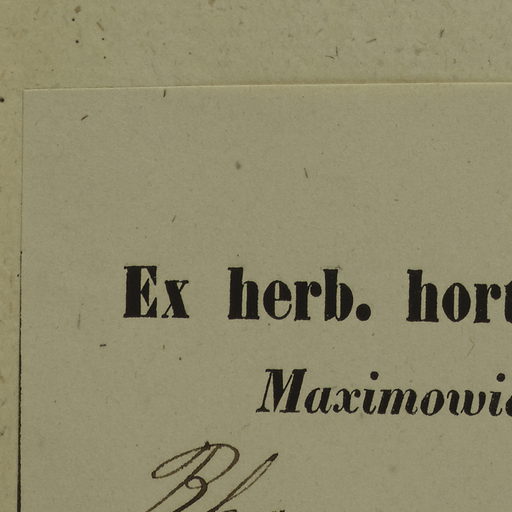 Ex herb. hort
Maximowic